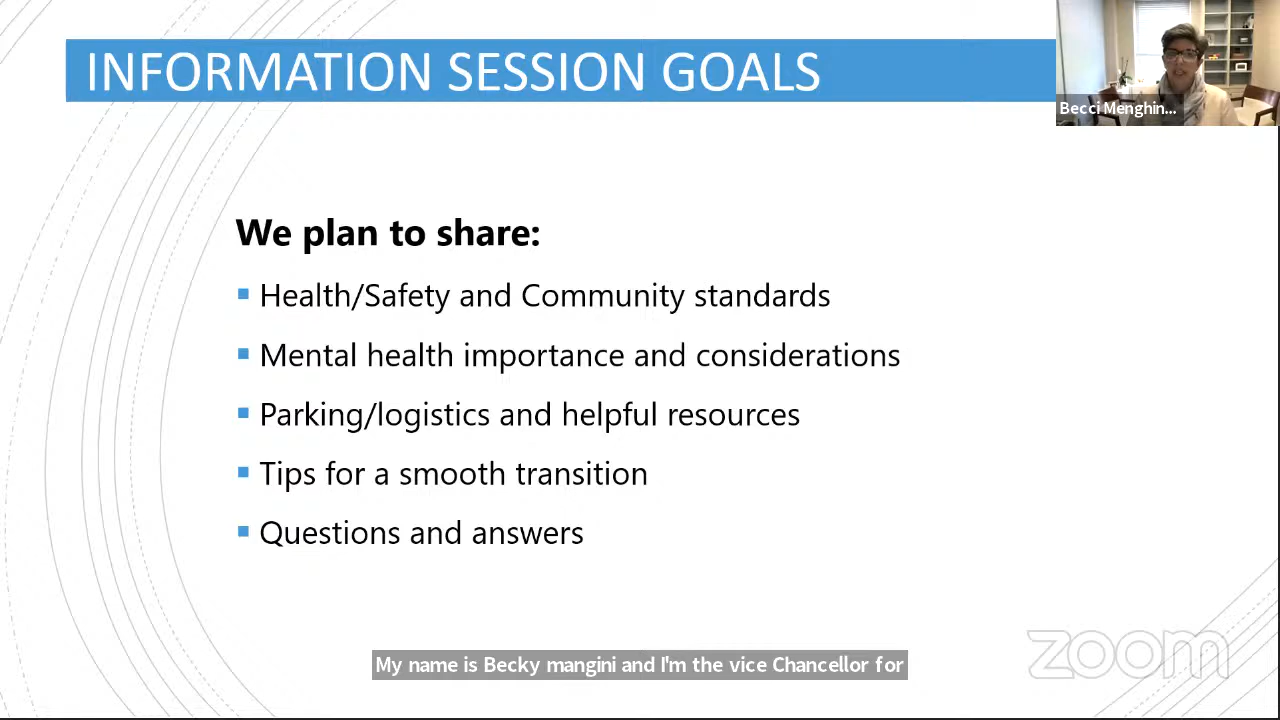 INFORMATION SESSION GOALS
Becci Menghin...
We plan to share:
Health/Safety and Community standards
Mental health importance and considerations
Parking/logistics and helpful resources
Tips for a smooth transition
Questions and answers
zoom
My name is Becky mangini and I'm the vice Chancellor for